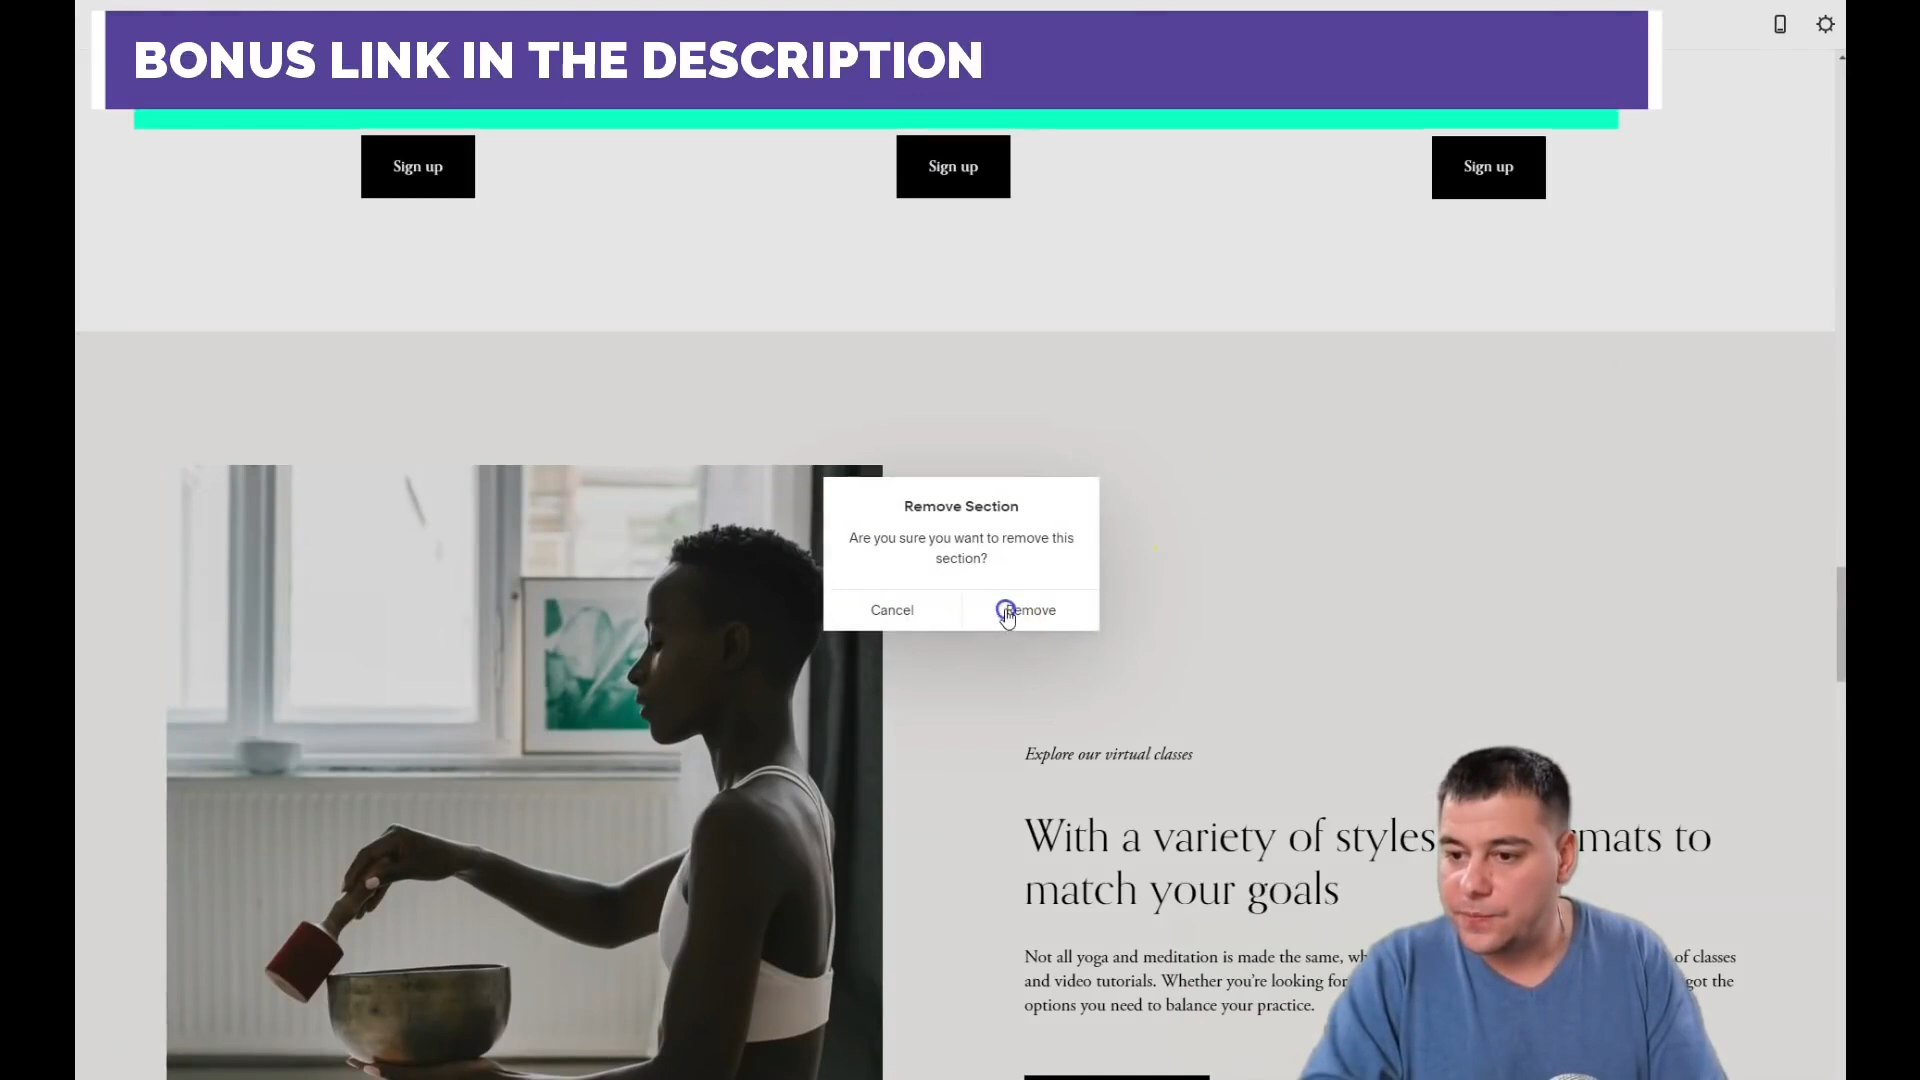 BONUS LINK IN THE DESCRIPTION
Sign up
Sign up
Sign up
Remove Section
Are you sure you want to remove this
section?
Cancel
Remove
Explore our virtual classes
With a variety of styles mats to
match your goals
Not all yoga and meditation is made the same, of classes
and video tutorials. Whether you're looking for got the
options you need to balance your practice.